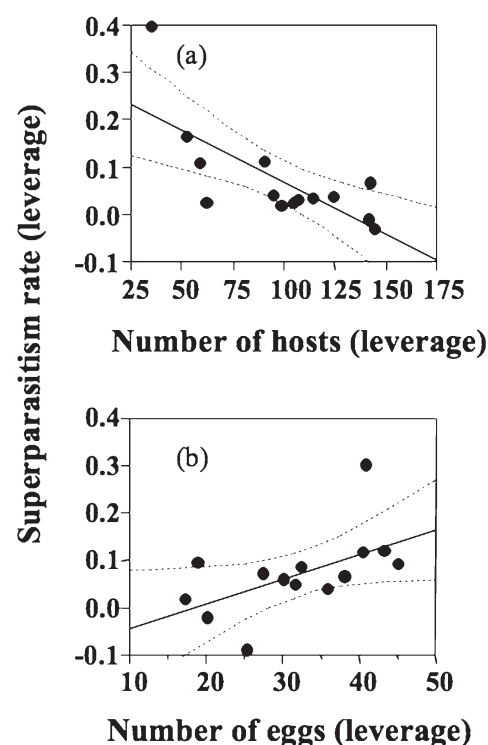 Superparasitism rate (leverage)
0.4
(a)
0.3
0.2
0.1
0.0
-0.1
25 50 75 100 125 150 175
Number of hosts (leverage)
0.4
(b)
0.3
0.2
0.1
0.0
-0.1
10 20 30 40 50
Number of eggs (leverage)